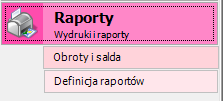 Raporty
Wydruki i raporty
Obroty i salda
Definicja raportów